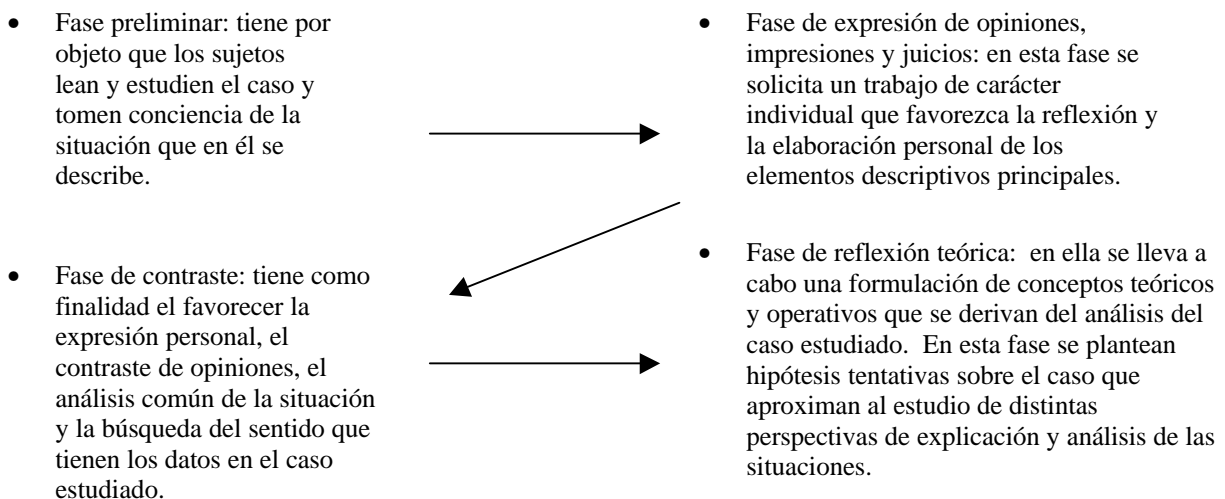 • Fase preliminar: tiene por
objeto que los sujetos
lean y estudien el caso y
tomen conciencia de la
situación que en él se
describe.
• Fase de expresión de opiniones,
impresiones y juicios: en esta fase se
solicita un trabajo de carácter
individual que favorezca la reflexión y
la elaboración personal de los
elementos descriptivos principales.
• Fase de contraste: tiene como
finalidad el favorecer la
expresión personal, el
contraste de opiniones, el
análisis común de la situación
y la búsqueda del sentido que
tienen los datos en el caso
estudiado.
• Fase de reflexión teórica: en ella se lleva a
cabo una formulación de conceptos teóricos
y operativos que se derivan del análisis del
caso estudiado. En esta fase se plantean
hipótesis tentativas sobre el caso que
aproximan al estudio de distintas
perspectivas de explicación y análisis de las
situaciones.